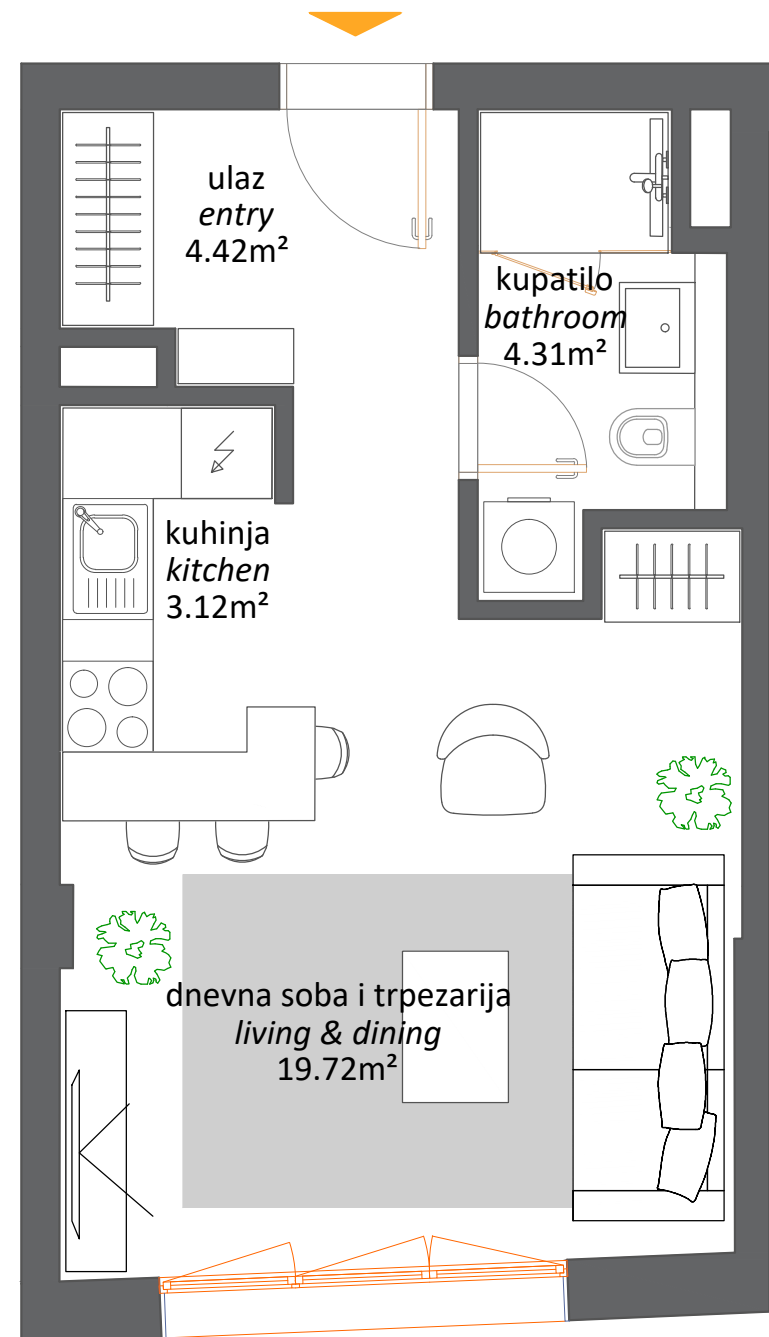 ulaz
entry
4.42m²
kupatilo
bathroom
4.31m²
kuhinja
kitchen
3.12m²
dnevna soba i trpezarija
living & dining
19.72m²